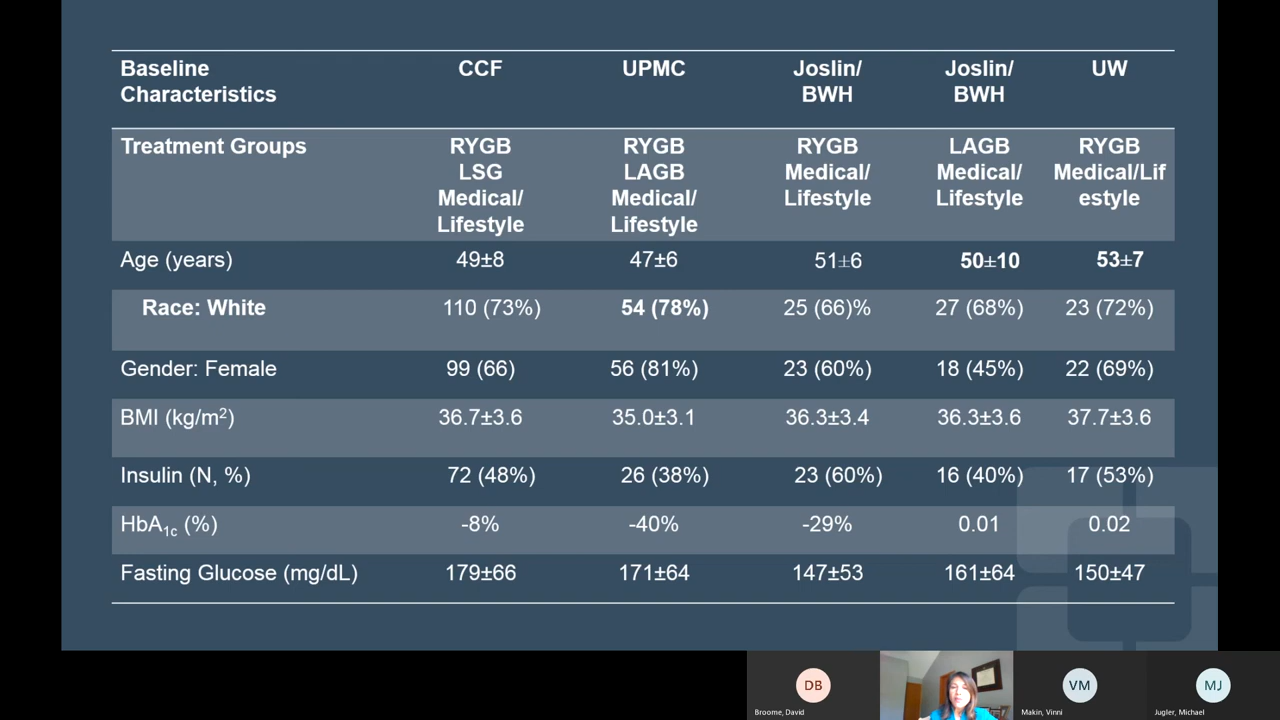 Baseline Characteristics CCF UPMC Joslin/BWH Joslin/BWH UW
Treatment Groups RYGB LSG Medical/Lifestyle RYGB LAGB Medical/Lifestyle RYGB Medical/Lifestyle LAGB Medical/Lifestyle RYGB Medical/Lifestyle
Age (years) 49±8 47±6 51±6 50±10 53±7
Race: White 110 (73%) 54 (78%) 25 (66)% 27 (68%) 23 (72%)
Gender: Female 99 (66) 56 (81%) 23 (60%) 18 (45%) 22 (69%)
BMI (kg/m2) 36.7±3.6 35.0±3.1 36.3±3.4 36.3±3.6 37.7±3.6
Insulin (N, %) 72 (48%) 26 (38%) 23 (60%) 16 (40%) 17 (53%)
HbA1c (%) -8% -40% -29% 0.01 0.02
Fasting Glucose (mg/dL) 179±66 171±64 147±53 161±64 150±47
DB VM MJ
Broome, David Makin, Vinni Jugler, Michael